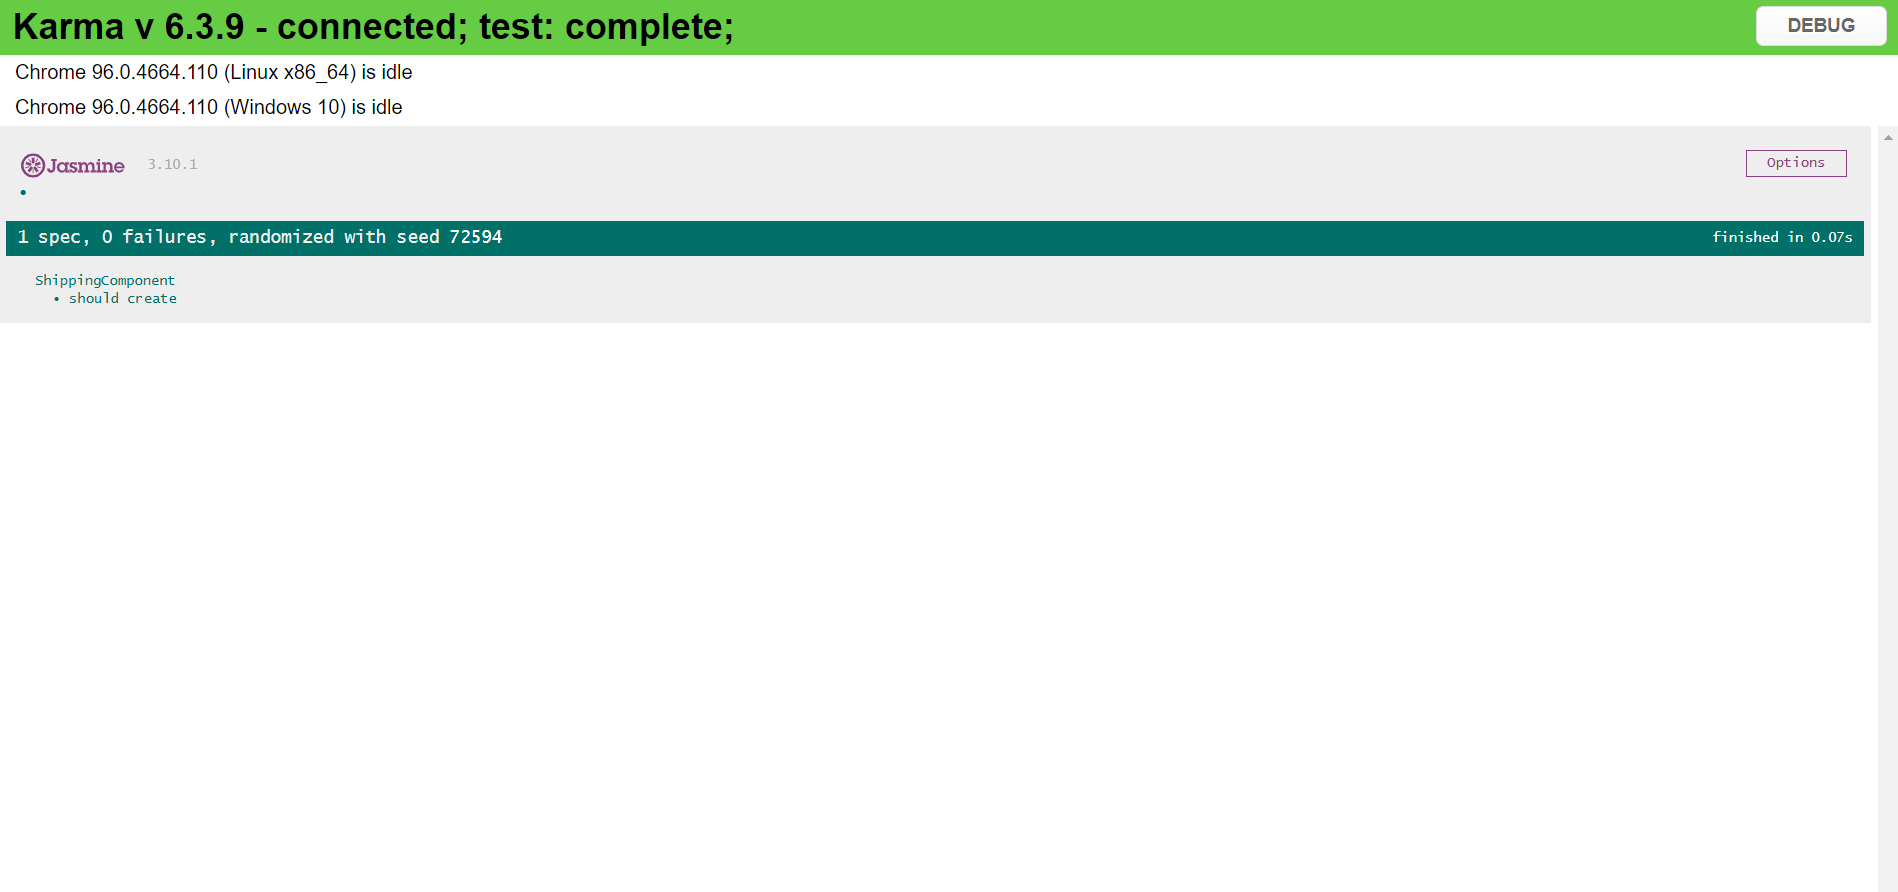 Karma v 6.3.9 - connected; test: complete;
DEBUG
Chrome 96.0.4664.110 (Linux x86_64) is idle
Chrome 96.0.4664.110 (Windows 10) is idle
Jasmine 3.10.1
Options
•
1 spec, 0 failures, randomized with seed 72594
finished in 0.07s
ShippingComponent
• should create